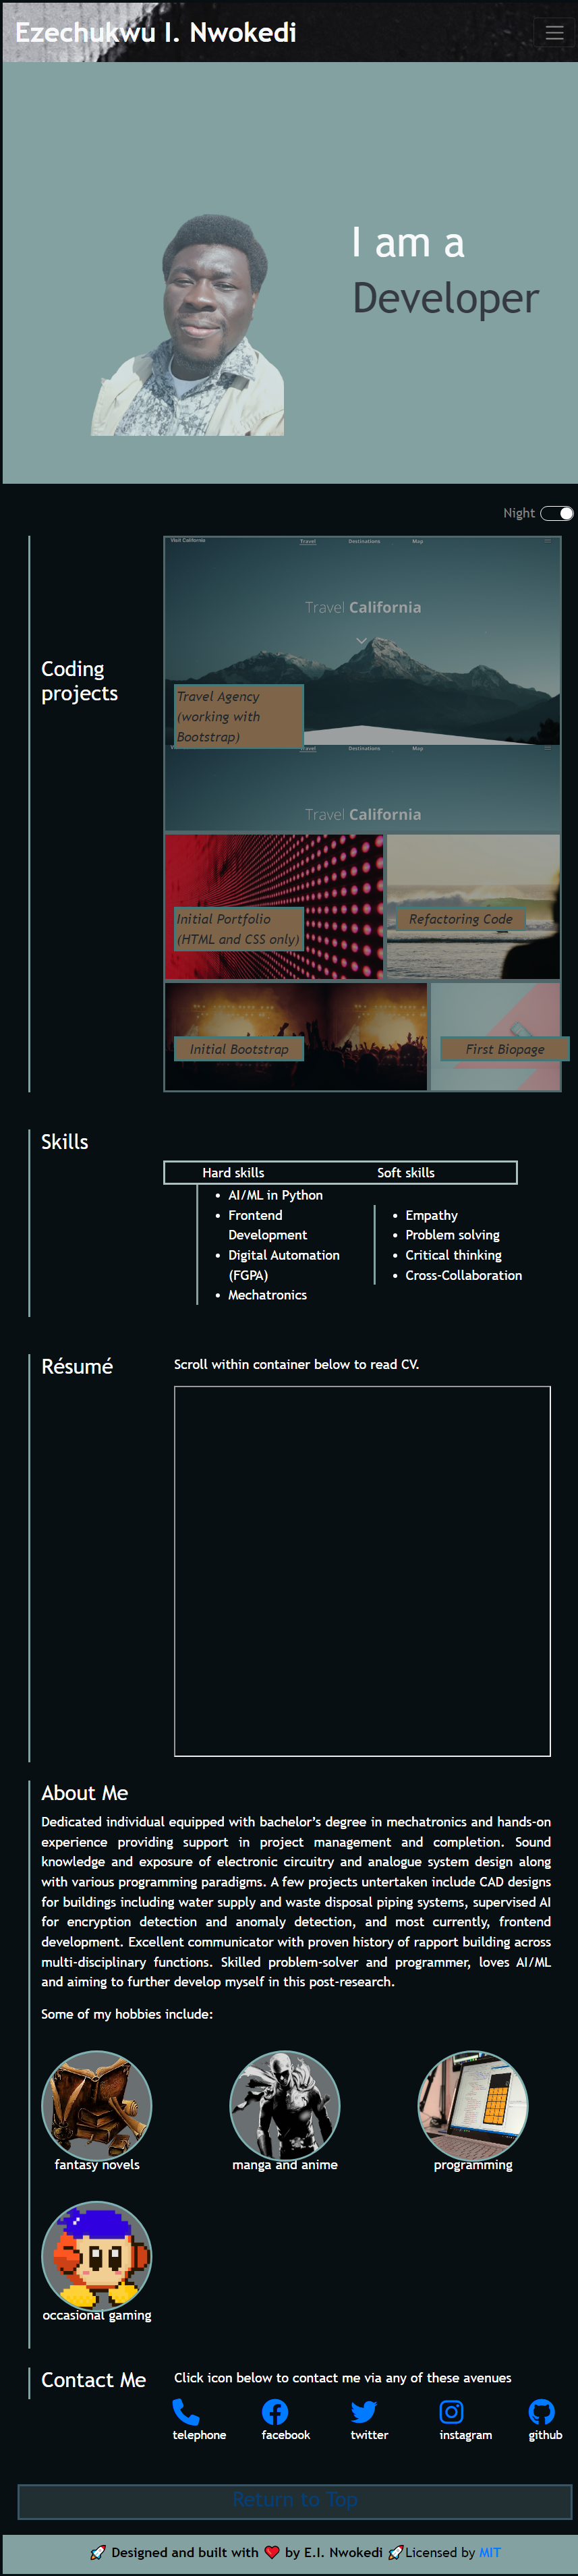 Ezechukwu I. Nwokedi
I am a
Developer
Night
Coding
projects
Visit California
Travel
Destinations
Map
Travel California
Travel Agency
(working with
Bootstrap)
Travel
Destinations
Map
Travel California
Initial Portfolio
(HTML and CSS only)
Refactoring Code
Initial Bootstrap
First Biopage
Skills
Hard skills
Soft skills
AI/ML in Python
Frontend
Development
Digital Automation
(FGPA)
Mechatronics
Empathy
Problem solving
Critical thinking
Cross-Collaboration
Résumé
Scroll within container below to read CV.
About Me
Dedicated individual equipped with bachelor's degree in mechatronics and hands-on
experience providing support in project management and completion. Sound
knowledge and exposure of electronic circuitry and analogue system design along
with various programming paradigms. A few projects untertaken include CAD designs
for buildings including water supply and waste disposal piping systems, supervised AI
for encryption detection and anomaly detection, and most currently, frontend
development. Excellent communicator with proven history of rapport building across
multi-disciplinary functions. Skilled problem-solver and programmer, loves AI/ML
and aiming to further develop myself in this post-research.
Some of my hobbies include:
fantasy novels
manga and anime
programming
occasional gaming
Contact Me
Click icon below to contact me via any of these avenues
telephone
facebook
twitter
instagram
github
Return to Top
🚀 Designed and built with ❤️ by E.I. Nwokedi 🚀Licensed by MIT